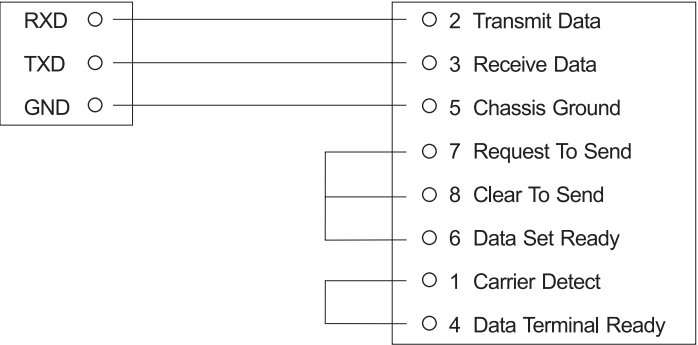 RXD 2 Transmit Data
TXD 3 Receive Data
GND 5 Chassis Ground
7 Request To Send
8 Clear To Send
6 Data Set Ready
1 Carrier Detect
4 Data Terminal Ready